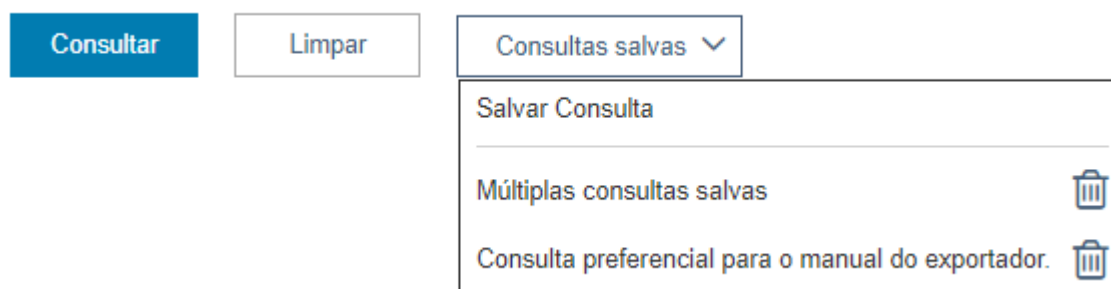 Consultar
Limpar
Consultas salvas
Salvar Consulta
Múltiplas consultas salvas
Consulta preferencial para o manual do exportador.